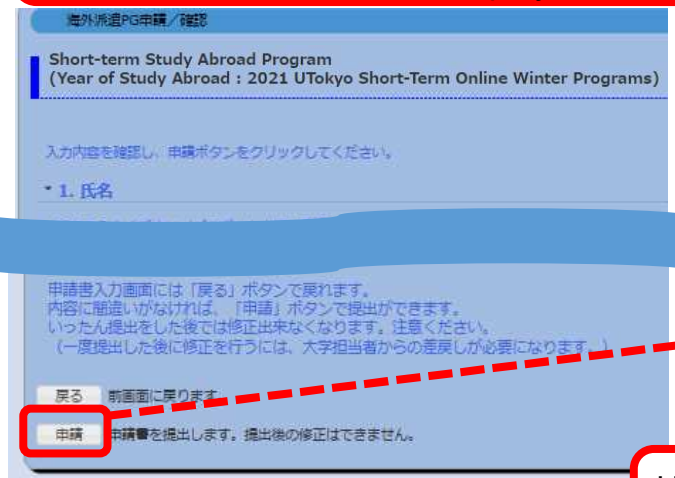 海外派遣PG申請／確認
Short-term Study Abroad Program
(Year of Study Abroad : 2021 UTokyo Short-Term Online Winter Programs)
入力内容を確認し、申請ボタンをクリックしてください。
1. 氏名
申請書入力画面には「戻る」ボタンで戻れます。
内容に間違いがなければ、「申請」ボタンで提出ができます。
いったん提出をした後では修正出来なくなります。注意ください。
（一度提出した後に修正を行うには、大学担当者からの差戻しが必要になります。）
戻る 前画面に戻ります
申請 申請書を提出します。提出後の修正はできません。